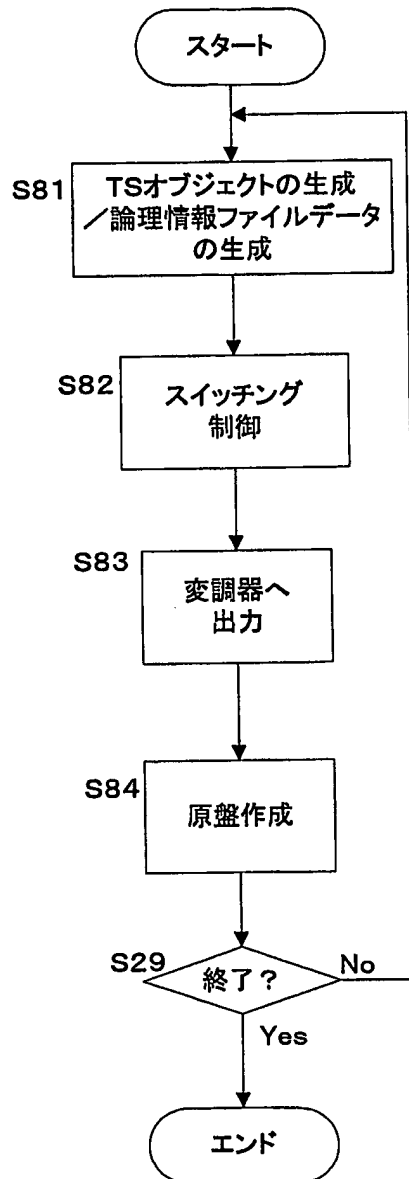 スタート
S81
TSオブジェクトの生成
／論理情報ファイルデータ
の生成
S82
スイッチング
制御
S83
変調器へ
出力
S84
原盤作成
S29
終了？
No
Yes
エンド